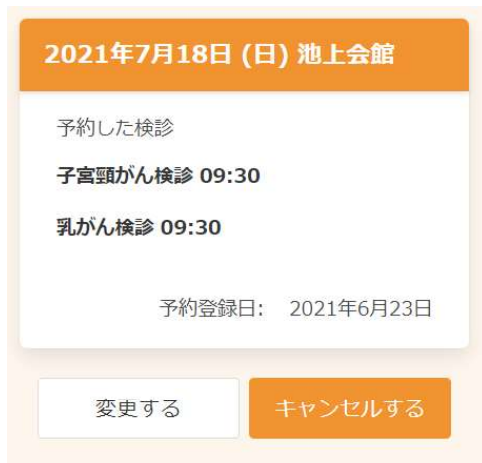 2021年7月18日 (日) 池上会館
予約した検診
子宮頸がん検診 09:30
乳がん検診 09:30
予約登録日: 2021年6月23日
変更する
キャンセルする